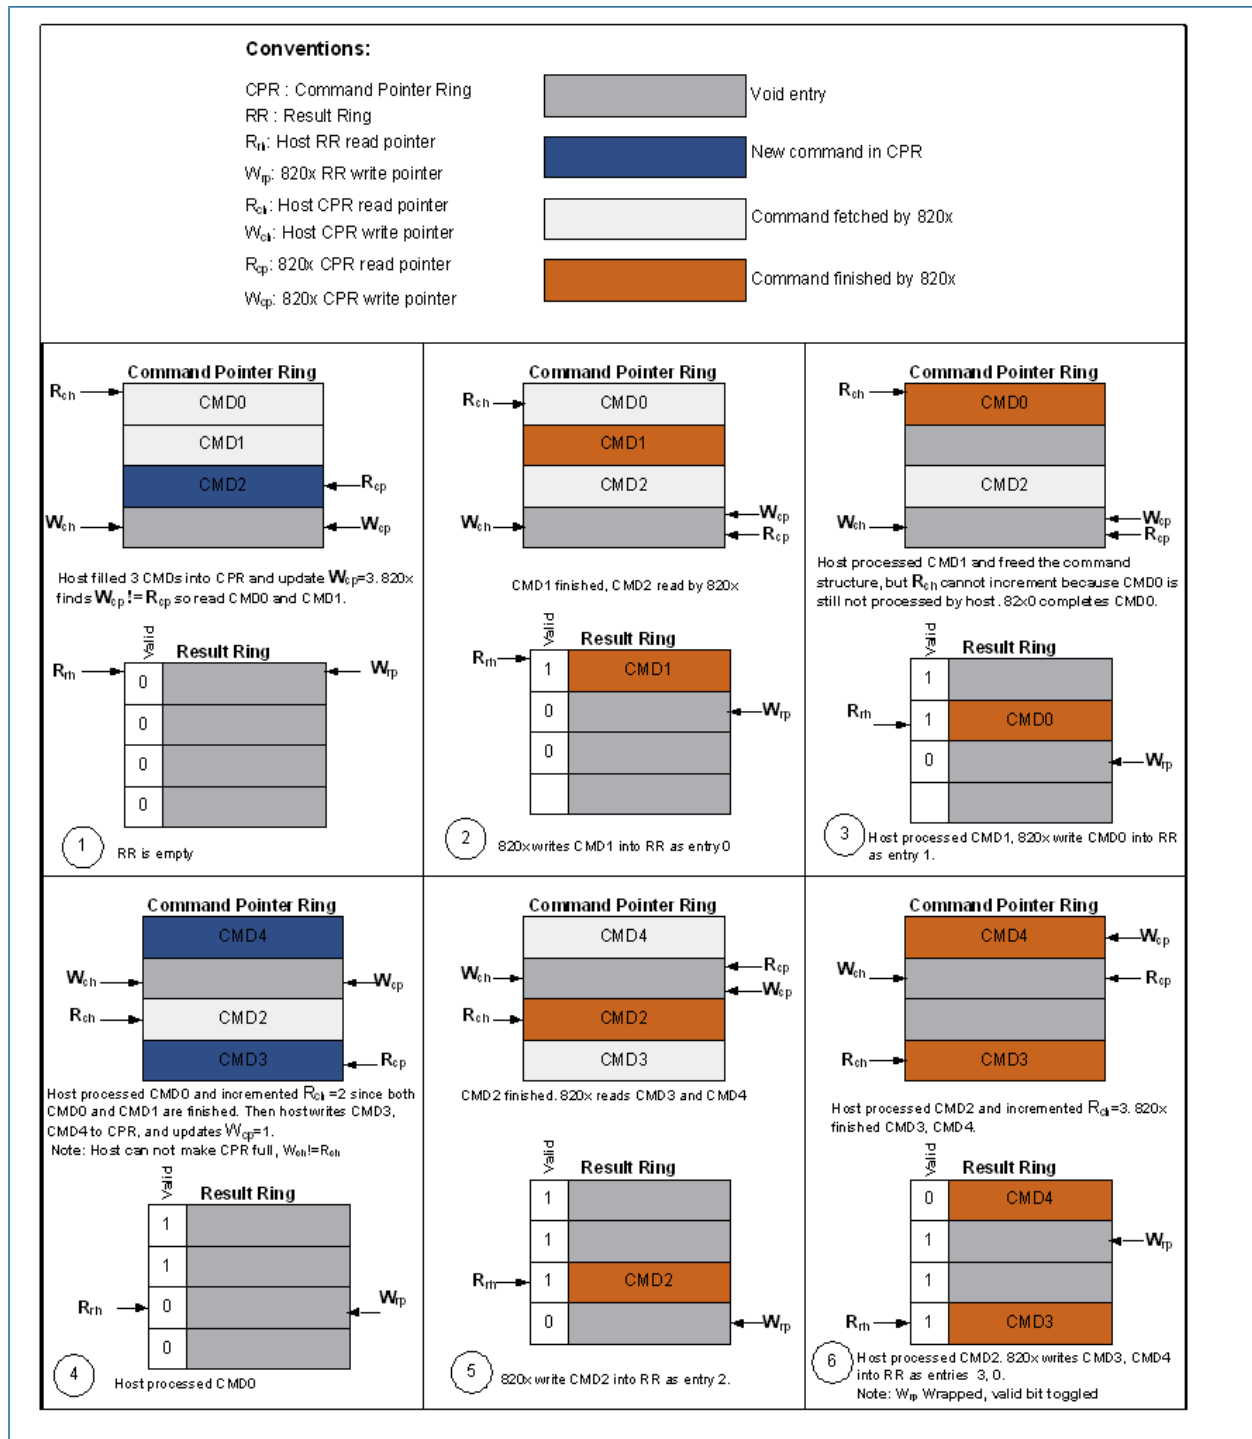 Conventions:
CPR : Command Pointer Ring
RR : Result Ring
Rrh: Host RR read pointer
Wrp: 820x RR write pointer
Rch: Host CPR read pointer
Wch: Host CPR write pointer
Rcp: 820x CPR read pointer
Wcp: 820x CPR write pointer
Void entry
New command in CPR
Command fetched by 820x
Command finished by 820x
Command Pointer Ring
Rch
CMD0
CMD1
CMD2
Rcp
Wch
Wcp
Host filled 3 CMDs into CPR and update Wcp=3. 820x
finds Wcp != Rcp so read CMD0 and CMD1.
Valid
Result Ring
Rrh
Wrp
0
0
0
0
1
RR is empty
Command Pointer Ring
Rch
CMD0
CMD1
CMD2
Wch
Wcp
Rcp
CMD1 finished, CMD2 read by 820x
Valid
Result Ring
Rrh
1
CMD1
0
Wrp
0
2
820x writes CMD1 into RR as entry 0
Command Pointer Ring
Rch
CMD0
CMD2
Wch
Wcp
Rcp
Host processed CMD1 and freed the command
structure, but Rch cannot increment because CMD0 is
still not processed by host. 82x0 completes CMD0.
Valid
Result Ring
1
Rrh
1
CMD0
0
Wrp
3
Host processed CMD1, 820x write CMD0 into RR
as entry 1.
Command Pointer Ring
CMD4
Wch
Wcp
Rch
CMD2
CMD3
Rcp
Host processed CMD0 and incremented Rch =2 since both
CMD0 and CMD1 are finished. Then host writes CMD3,
CMD4 to CPR, and updates Wcp=1.
Note: Host can not make CPR full, Wch!=Rch
Valid
Result Ring
1
1
Rrh
0
Wrp
0
4
Host processed CMD0
Command Pointer Ring
CMD4
Wch
Rcp
Wcp
Rch
CMD2
CMD3
CMD2 finished. 820x reads CMD3 and CMD4
Valid
Result Ring
1
1
Rrh
1
CMD2
0
Wrp
5
820x write CMD2 into RR as entry 2.
Command Pointer Ring
CMD4
Wcp
Wch
Rcp
Rch
CMD3
Host processed CMD2 and incremented Rch=3. 820x
finished CMD3, CMD4.
Valid
Result Ring
0
CMD4
1
Wrp
1
Rrh
1
CMD3
6
Host processed CMD2. 820x writes CMD3, CMD4
into RR as entries 3, 0.
Note: Wrp Wrapped, valid bit toggled